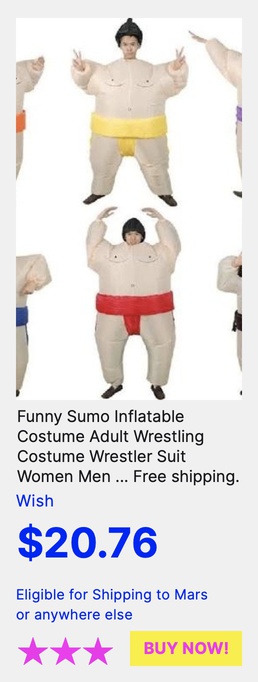 Funny Sumo Inflatable
Costume Adult Wrestling
Costume Wrestler Suit
Women Men ... Free shipping.
Wish
$20.76
Eligible for Shipping to Mars
or anywhere else
BUY NOW!